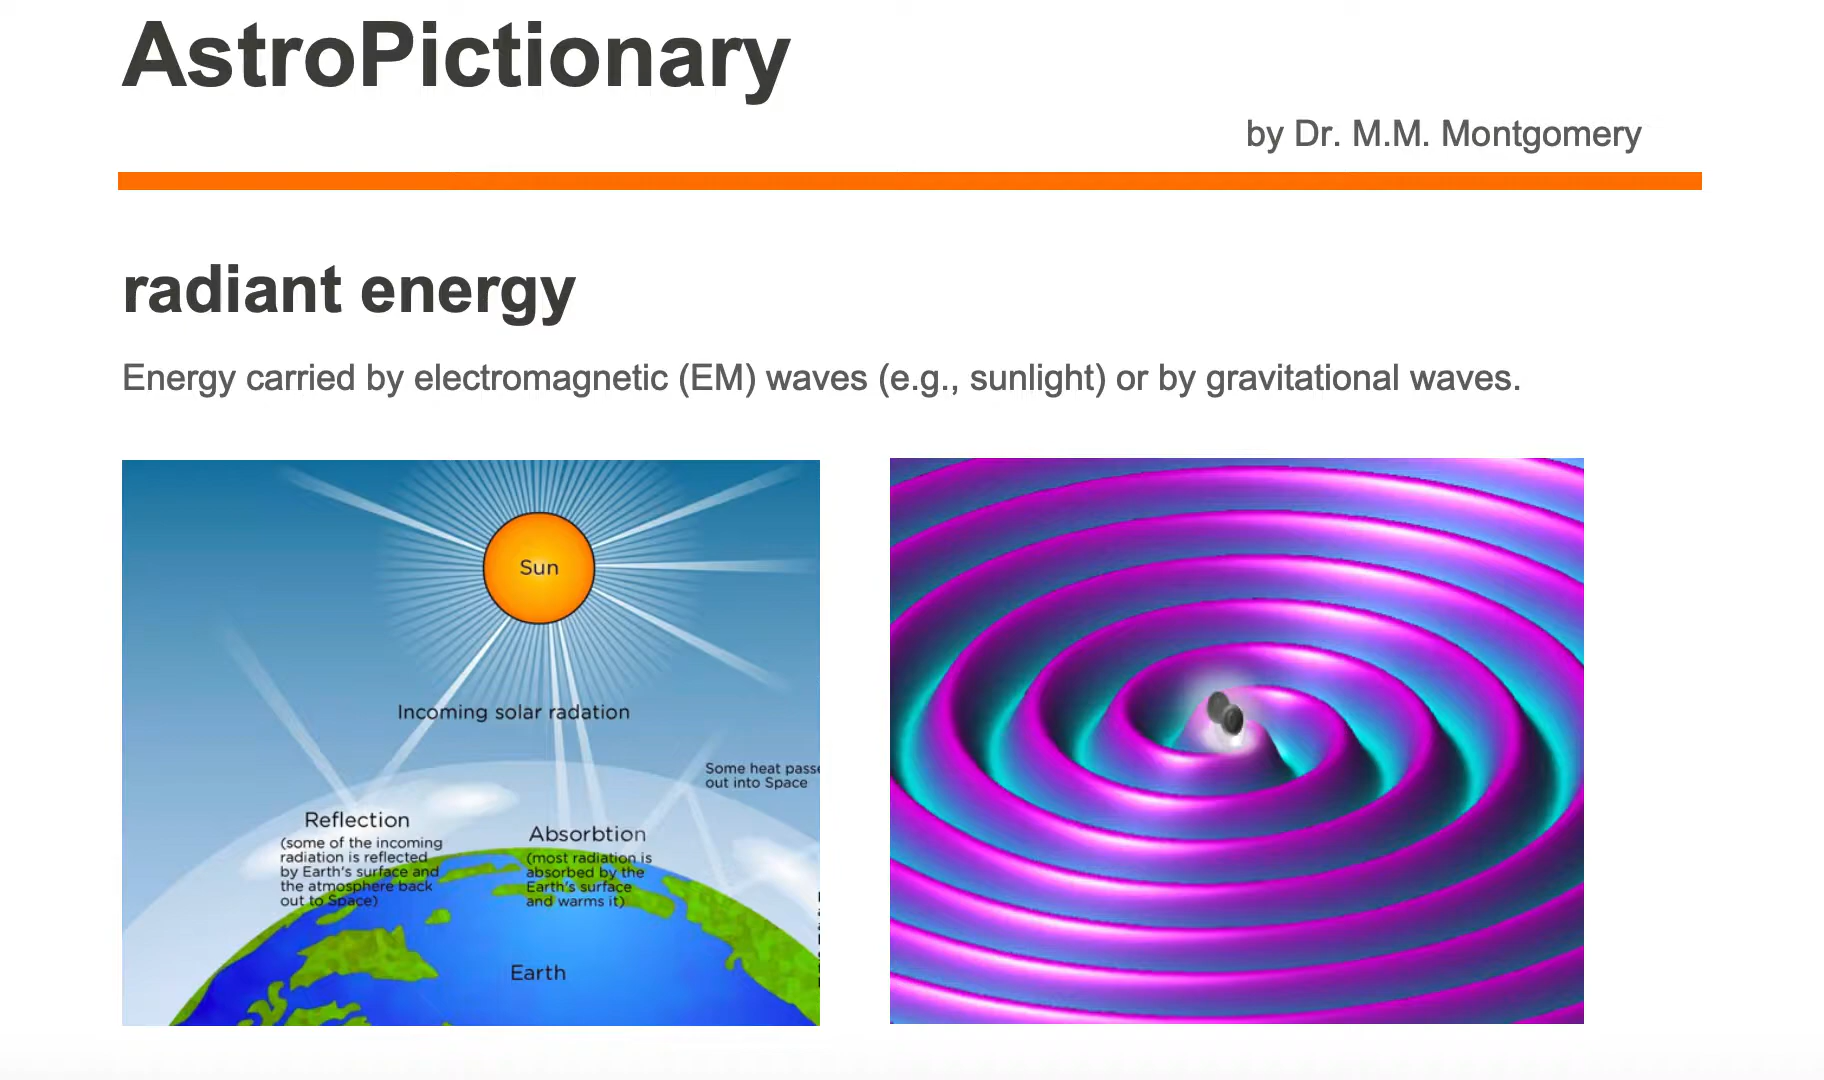 AstroPictionary
by Dr. M.M. Montgomery
radiant energy
Energy carried by electromagnetic (EM) waves (e.g., sunlight) or by gravitational waves.
Sun
Incoming solar radation
Some heat passe
out into Space
Reflection
(some of the incoming
radiation is reflected
by Earth's surface and
the atmosphere back
out to Space)
Absorbtion
(most radiation is
absorbed by the
Earth's surface
and warms it)
Earth